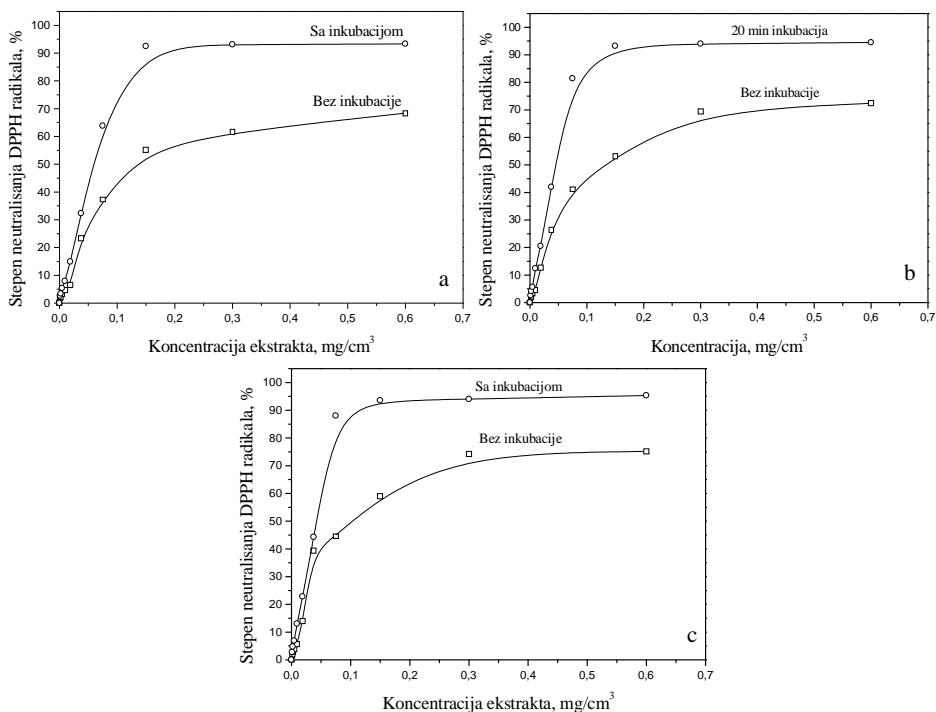 Stepen neutralisanja DPPH radikala, %
100
90
80
70
60
50
40
30
20
10
0
Sa inkubacijom
Bez inkubacije
a
0,0 0,1 0,2 0,3 0,4 0,5 0,6 0,7
Koncentracija ekstrakta, mg/cm³
Stepen neutralisanja DPPH radikala, %
100
90
80
70
60
50
40
30
20
10
0
20 min inkubacija
Bez inkubacije
b
0,0 0,1 0,2 0,3 0,4 0,5 0,6 0,7
Koncentracija, mg/cm³
Stepen neutralisanja DPPH radikala, %
100
90
80
70
60
50
40
30
20
10
0
Sa inkubacijom
Bez inkubacije
c
0,0 0,1 0,2 0,3 0,4 0,5 0,6 0,7
Koncentracija ekstrakta, mg/cm³